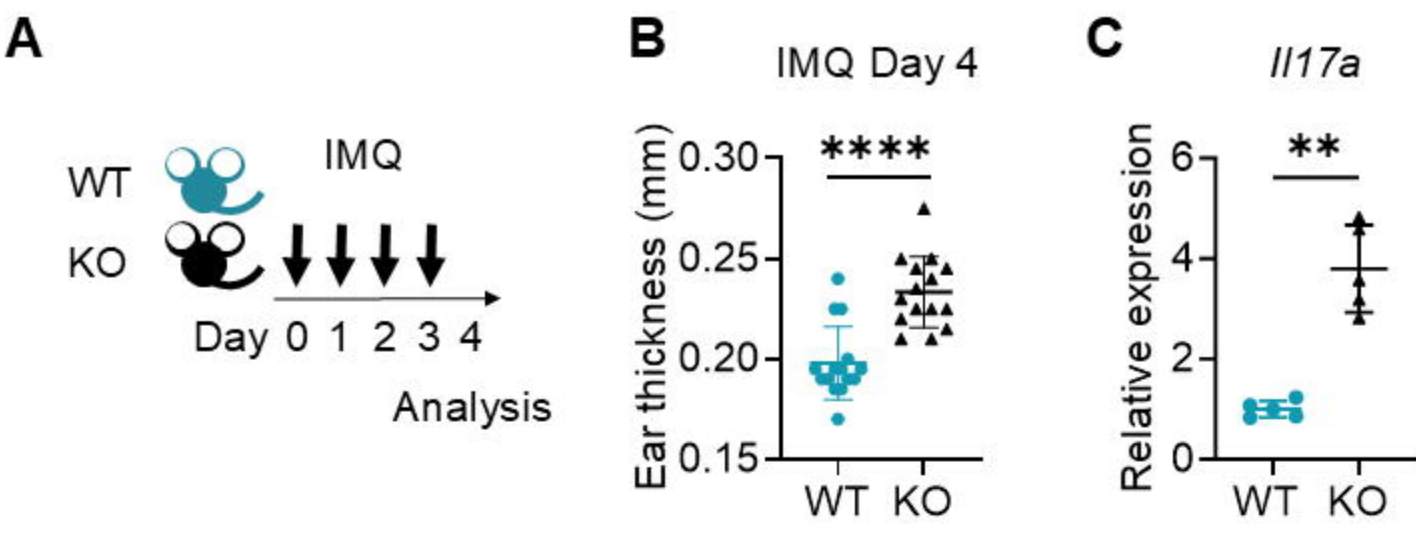 A
WT
KO
IMQ
Day 0 1 2 3 4
Analysis
B
IMQ Day 4
Ear thickness (mm)
0.30
0.25
0.20
0.15
****
WT KO
C
Il17a
Relative expression
6
4
2
0
**
WT KO